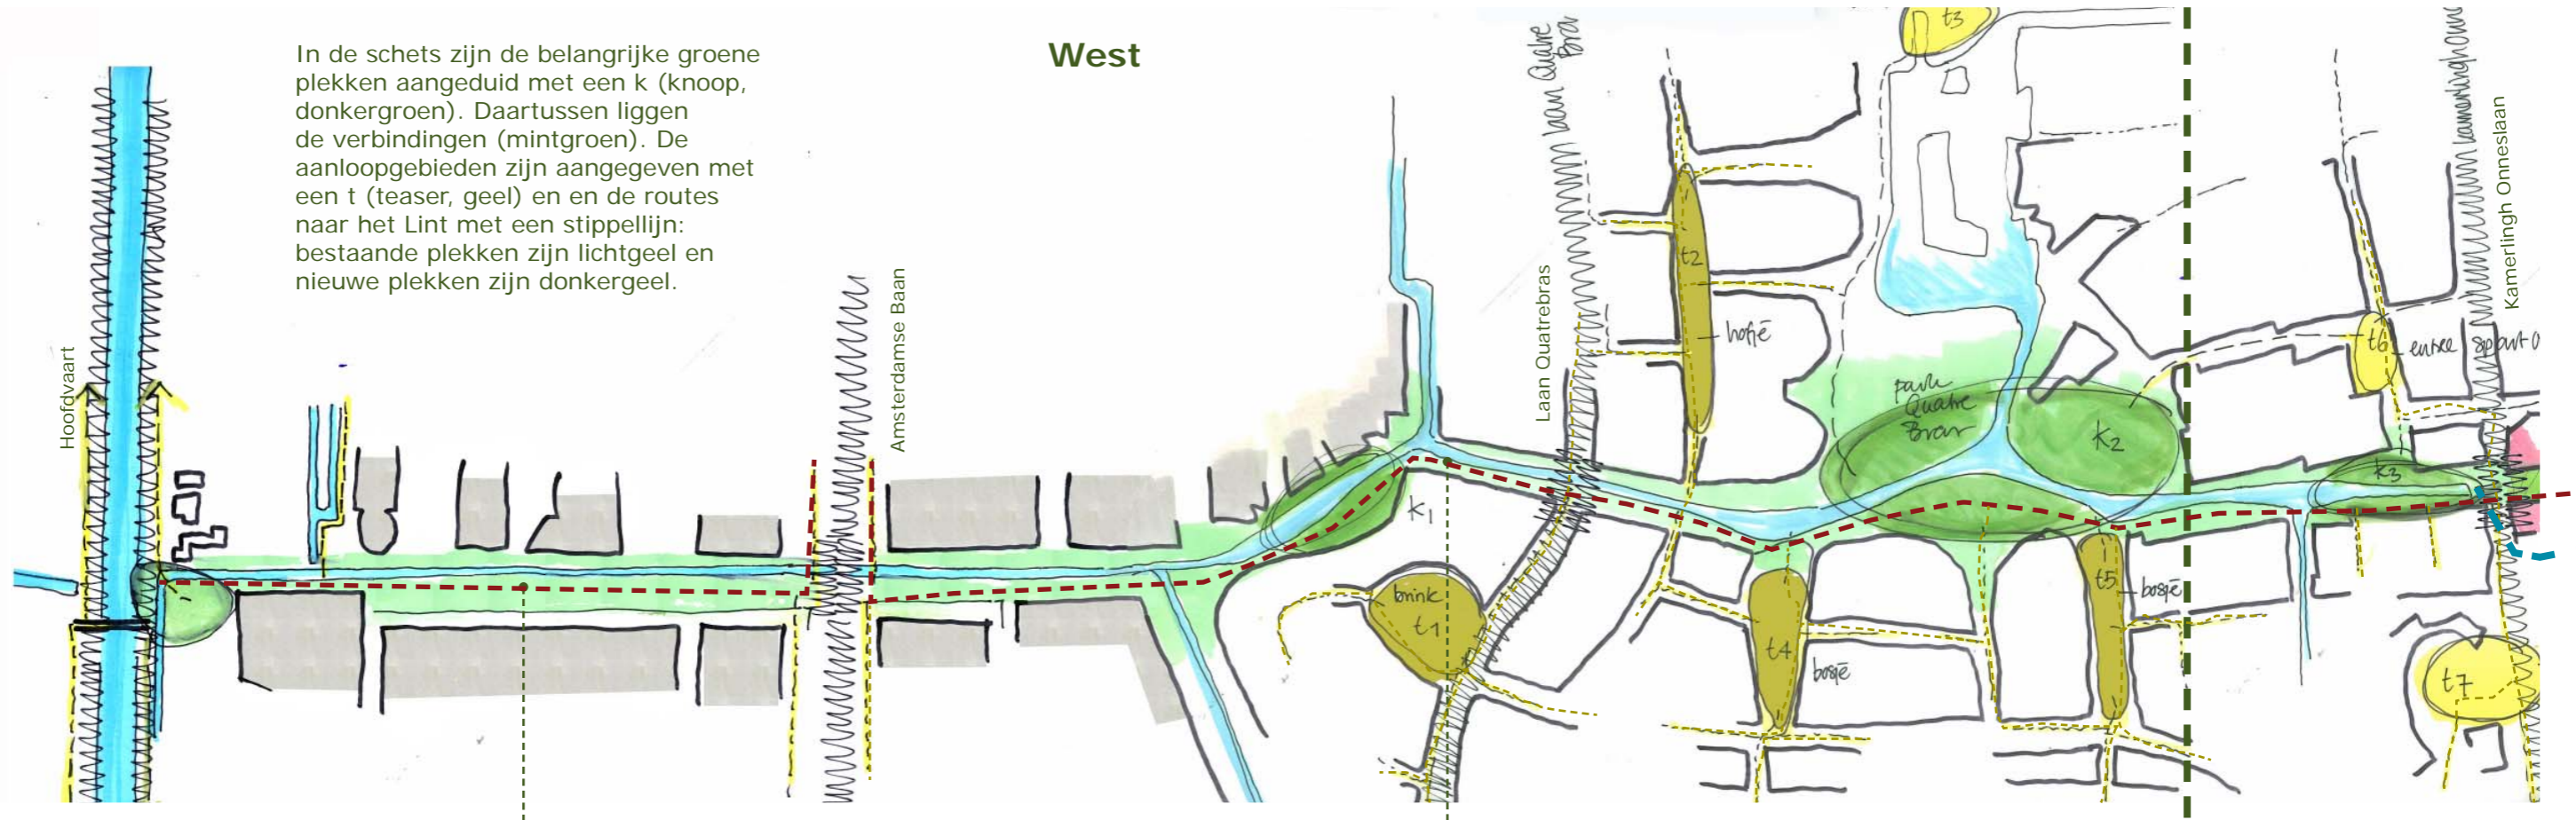 In de schets zijn de belangrijke groene
plekken aangeduid met een k (knoop,
donkergroen). Daartussen liggen
de verbindingen (mintgroen). De
aanloopgebieden zijn aangegeven met
een t (teaser, geel) en en de routes
naar het Lint met een stippellijn:
bestaande plekken zijn lichtgeel en
nieuwe plekken zijn donkergeel.
West
Hoofdvaart
Amsterdamse Baan
Laan Quatrebras
laan Quatre
Bra
Kamerlingh Onneslaan
t3
t2
hofje
park
Quatre
Bras
k2
k3
t6
entree
k1
brink
t1
t4
bosje
t5
bosje
t7